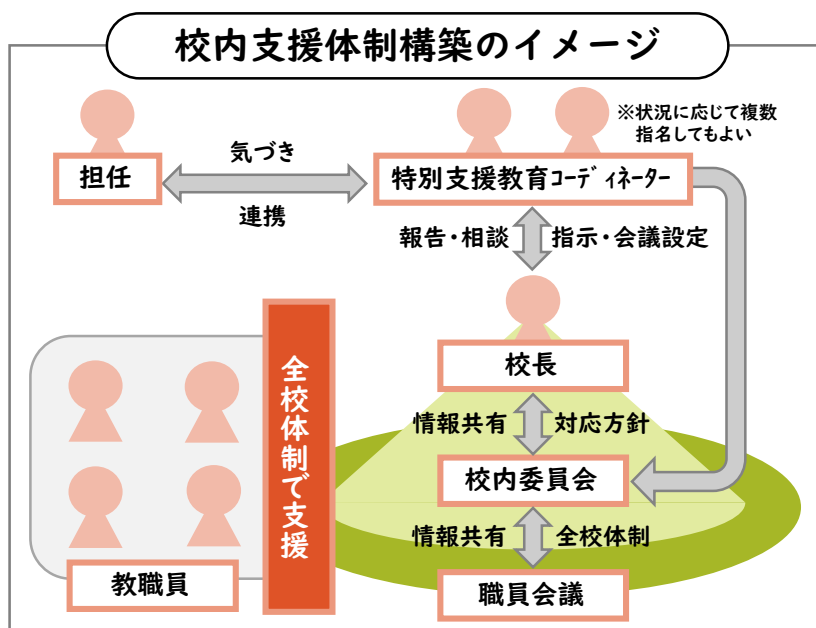 校内支援体制構築のイメージ
※状況に応じて複数
指名してもよい
担任
気づき
連携
特別支援教育ｺｰﾃﾞｨﾈｰﾀｰ
報告・相談
指示・会議設定
校長
情報共有
対応方針
校内委員会
情報共有
全校体制
職員会議
全校体制で支援
教職員